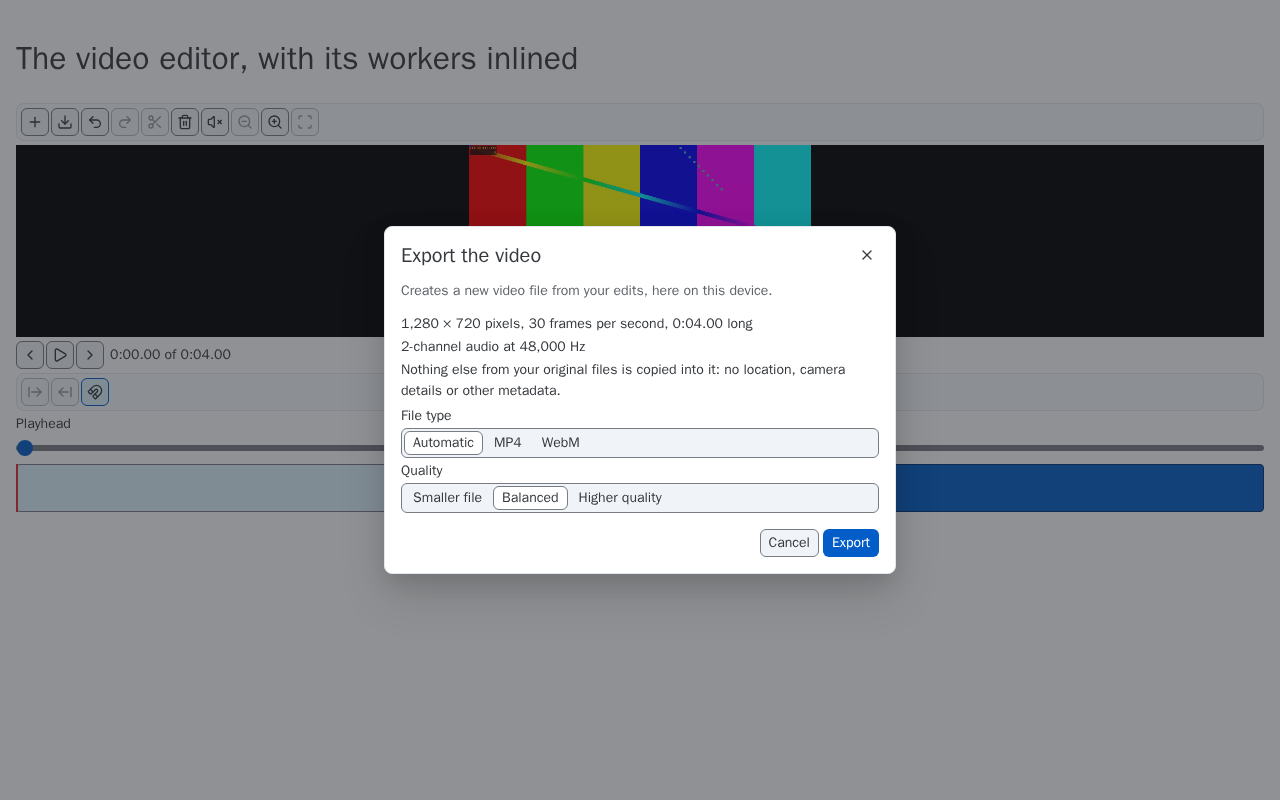 The video editor, with its workers inlined
Export the video
Creates a new video file from your edits, here on this device.
1,280 × 720 pixels, 30 frames per second, 0:04.00 long
2-channel audio at 48,000 Hz
Nothing else from your original files is copied into it: no location, camera
details or other metadata.
File type
Automatic MP4 WebM
Quality
Smaller file Balanced Higher quality
Cancel Export
0:00.00 of 0:04.00
Playhead